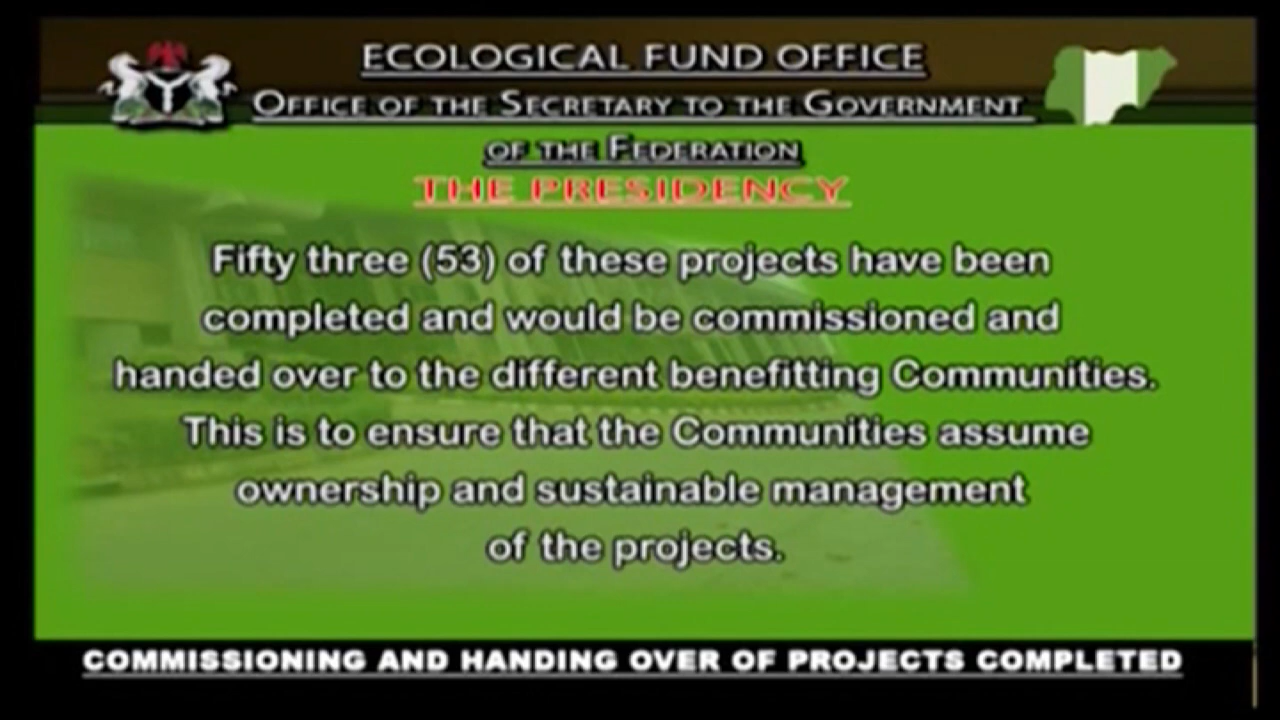 ECOLOGICAL FUND OFFICE
OFFICE OF THE SECRETARY TO THE GOVERNMENT
OF THE FEDERATION
THE PRESIDENCY
Fifty three (53) of these projects have been
completed and would be commissioned and
handed over to the different benefitting Communities.
This is to ensure that the Communities assume
ownership and sustainable management
of the projects.
COMMISSIONING AND HANDING OVER OF PROJECTS COMPLETED